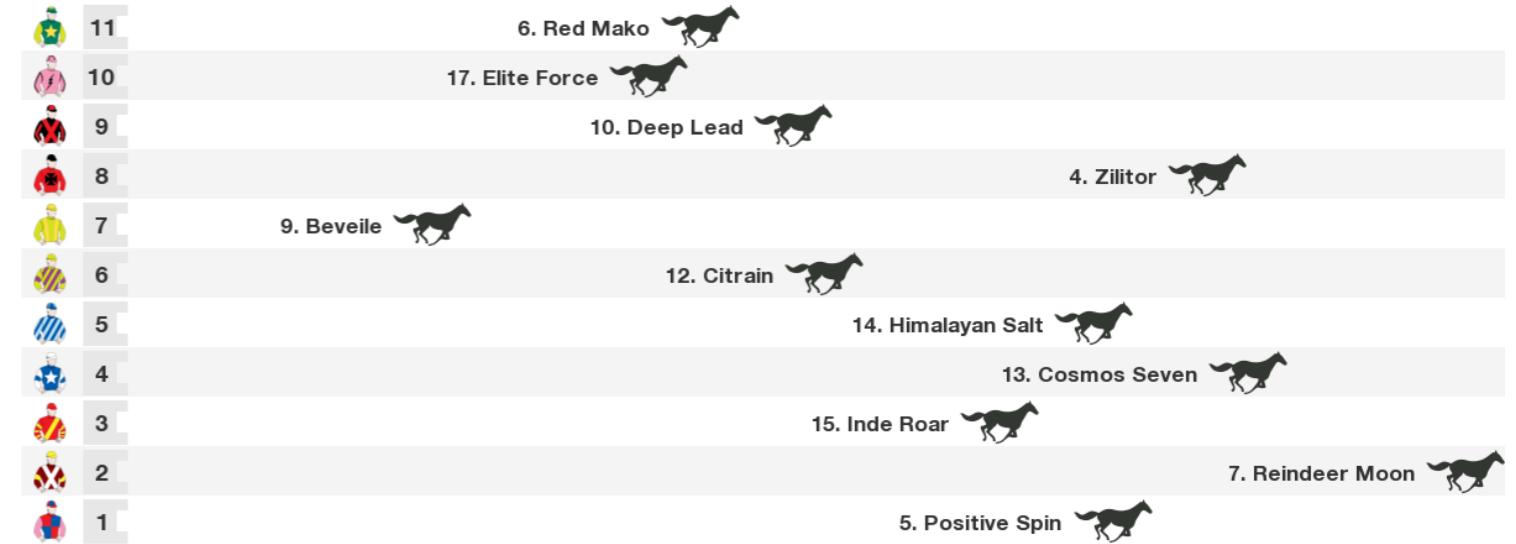 11 6. Red Mako
10 17. Elite Force
9 10. Deep Lead
8 4. Zilitor
7 9. Beveile
6 12. Citrain
5 14. Himalayan Salt
4 13. Cosmos Seven
3 15. Inde Roar
2 7. Reindeer Moon
1 5. Positive Spin